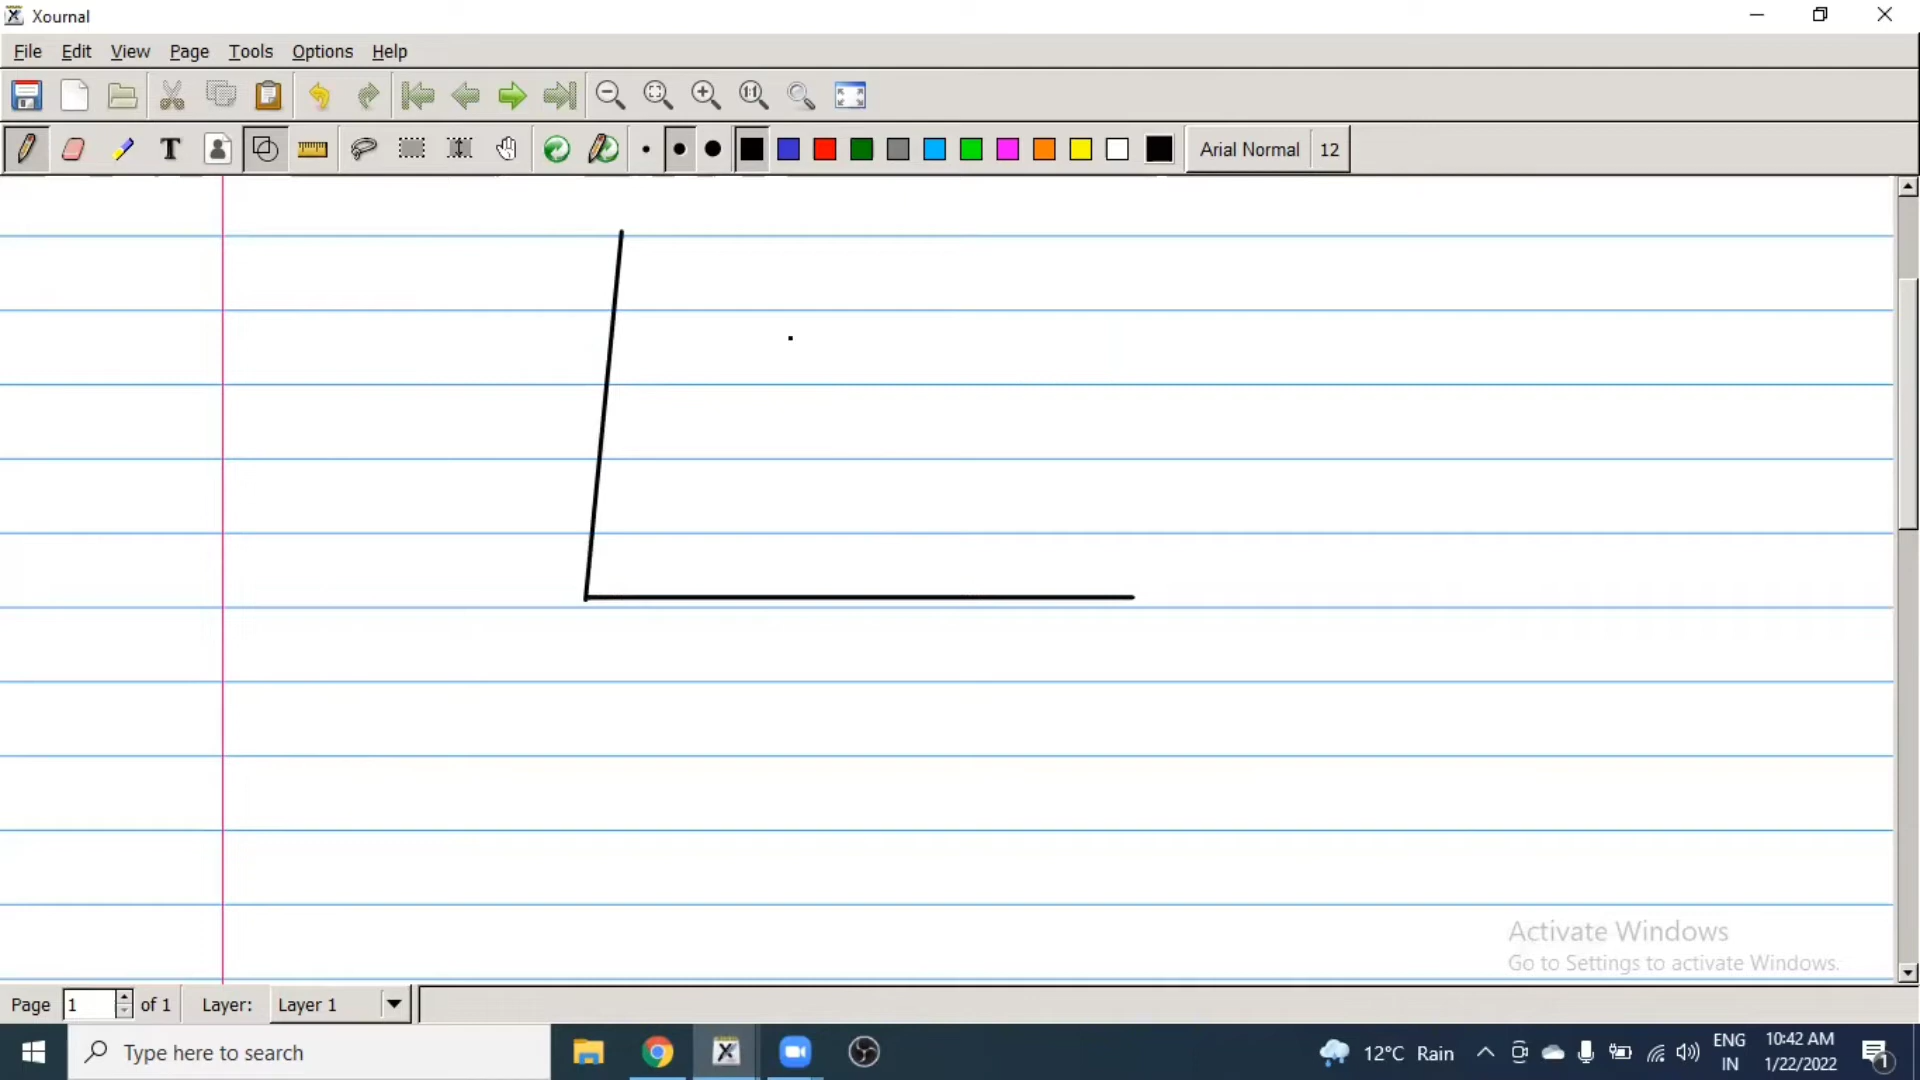 Xournal
File Edit View Page Tools Options Help
T Arial Normal 12
Activate Windows
Go to Settings to activate Windows.
Page 1 of 1 Layer: Layer 1
Type here to search
12°C Rain
ENG
IN
10:42 AM
1/22/2022
1